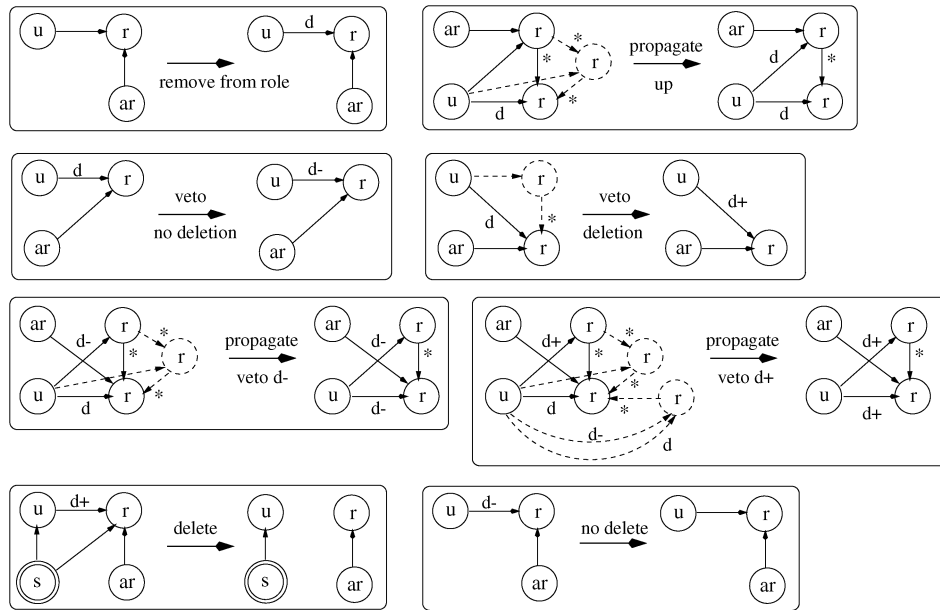 u r d u r
remove from role
ar ar
ar r * r * * u d r
propagate
up
ar r d * u d r
u d r
veto
no deletion
u d- r
ar ar
u r d * ar r
veto
deletion
u d+ ar r
ar r d- * * r * u d r
propagate
veto d-
ar r d- * u d- r
ar r d+ * * r * u d r * r d- d
propagate
veto d+
ar r d+ * u d+ r
u d+ r
delete
u r
s ar s ar
u d- r
no delete
u r
ar ar